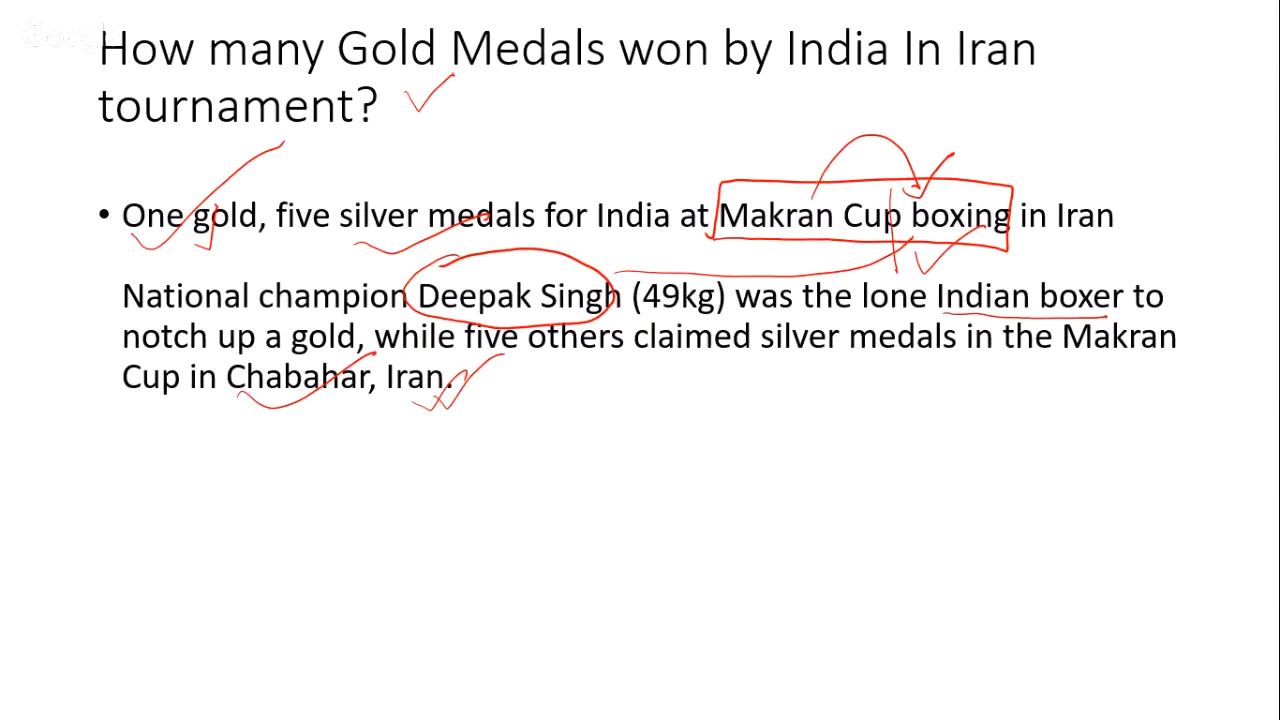 Google
How many Gold Medals won by India In Iran
tournament?
• One gold, five silver medals for India at Makran Cup boxing in Iran
National champion Deepak Singh (49kg) was the lone Indian boxer to
notch up a gold, while five others claimed silver medals in the Makran
Cup in Chabahar, Iran.